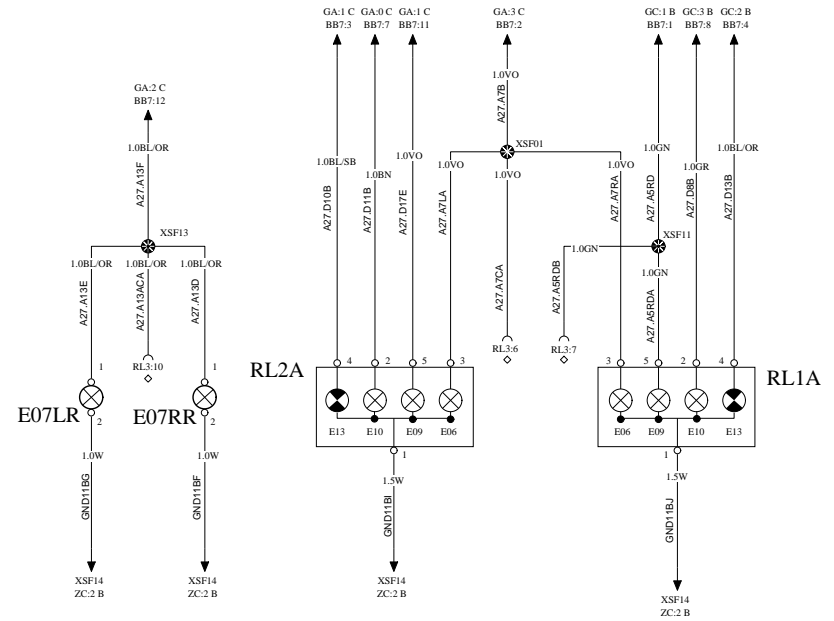 GA:1 C
BB7:3
GA:0 C
BB7:7
GA:1 C
BB7:11
GA:3 C
BB7:2
GC:1 B
BB7:1
GC:3 B
BB7:8
GC:2 B
BB7:4
GA:2 C
BB7:12
1.0VO
A27.A7B
XSF01
1.0BL/OR
A27.A13F
1.0BL/SB
A27.D10B
1.0BN
A27.D11B
1.0VO
A27.D17E
1.0VO
A27.A7LA
1.0VO
A27.A7CA
1.0VO
A27.A7RA
1.0GN
A27.A5RD
1.0GR
A27.D8B
1.0BL/OR
A27.D13B
XSF13
XSF11
1.0BL/OR
A27.A13E
1.0BL/OR
A27.A13ACA
1.0BL/OR
A27.A13D
1.0GN
A27.A5RDB
1.0GN
A27.A5RDA
RL3:10
RL3:6
RL3:7
1
1
RL2A
4
2
5
3
3
5
2
4
RL1A
E07LR
2
E07RR
2
E13
E10
E09
E06
E06
E09
E10
E13
1
1
1.0W
GND11BG
1.0W
GND11BF
1.5W
GND11BI
1.5W
GND11BJ
XSF14
ZC:2 B
XSF14
ZC:2 B
XSF14
ZC:2 B
XSF14
ZC:2 B